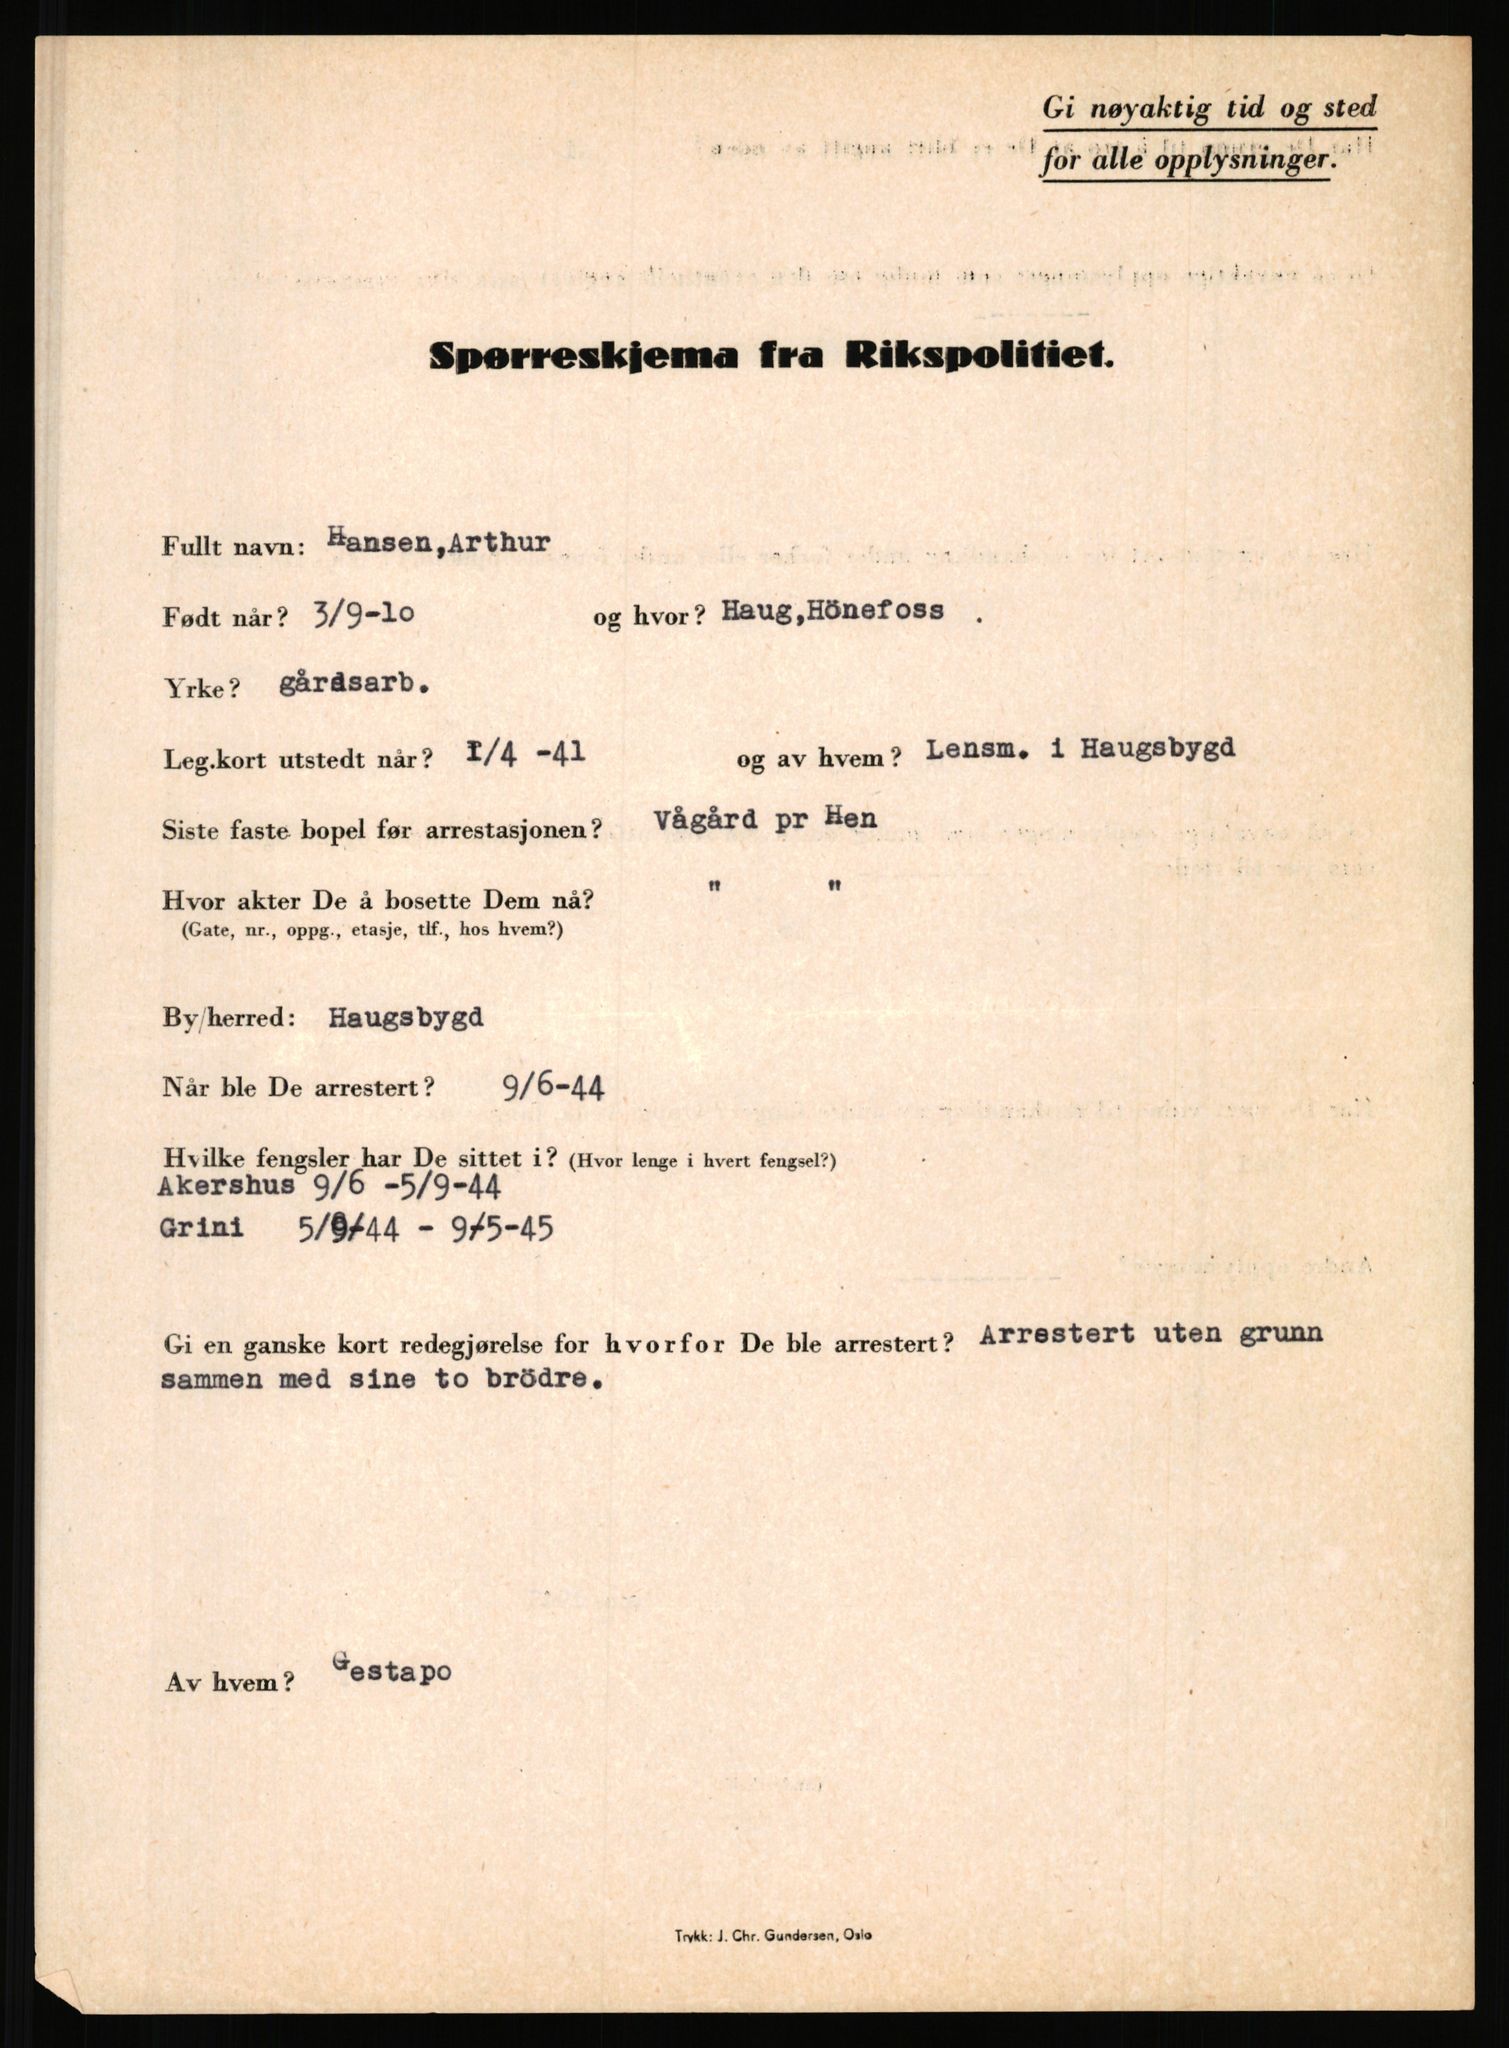 Gi nøyaktig tid og sted
for alle opplysninger.
Spørreskjema fra Rikspolitiet.
Fullt navn: Hansen,Arthur
Født når? 3/9-10 og hvor? Haug,Hönefoss .
Yrke? gårdsarb.
Leg.kort utstedt når? I/4 -41 og av hvem? Lensm. i Haugsbygd
Siste faste bopel før arrestasjonen? Vågård pr Hen
Hvor akter De å bosette Dem nå? " "
(Gate, nr., oppg., etasje, tlf., hos hvem?)
By/herred: Haugsbygd
Når ble De arrestert? 9/6-44
Hvilke fengsler har De sittet i? (Hvor lenge i hvert fengsel?)
Akershus 9/6 -5/9-44
Grini 5/9/44 - 9/5-45
Gi en ganske kort redegjørelse for hvorfor De ble arrestert? Arrestert uten grunn
sammen med sine to brödre.
Av hvem? Gestapo
Trykk: J. Chr. Gundersen, Oslo